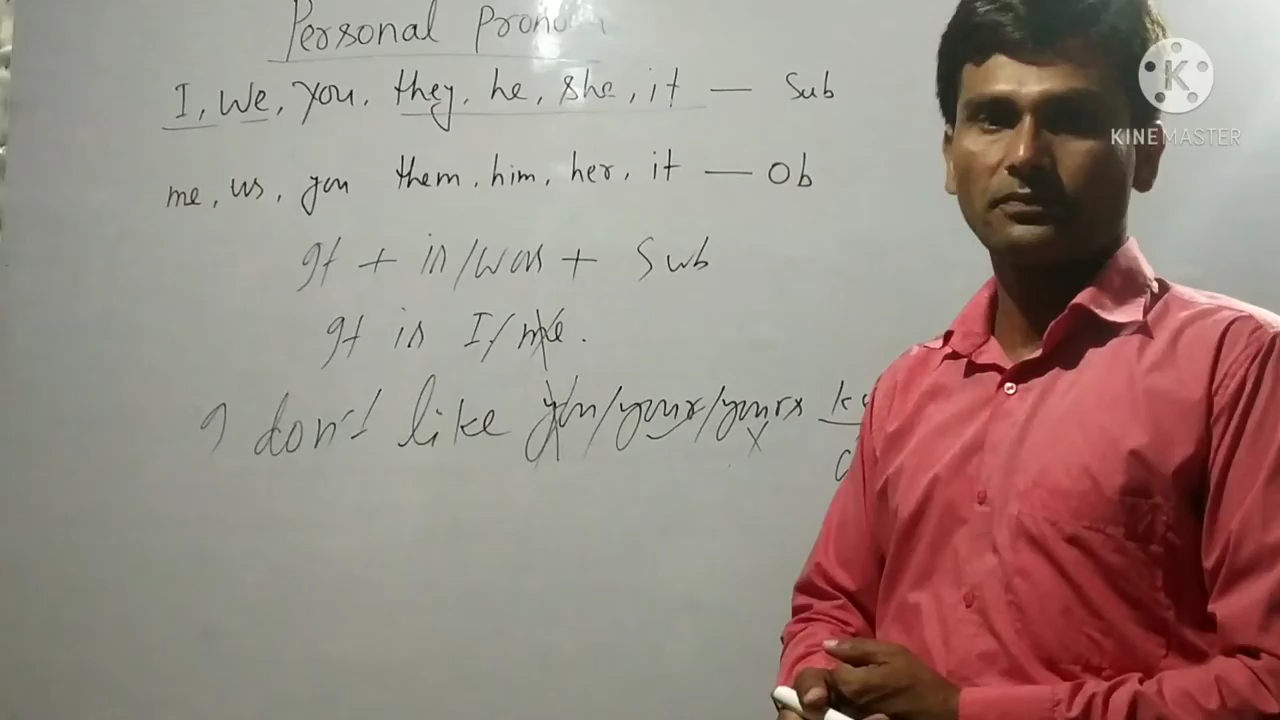 Personal Pronoun
I, We, you, they, he, she, it — Sub
K
KINEMASTER
me, us, you them, him, her, it — Ob
It + is/was + Sub
It is I/me.
I don't like you/your/yours